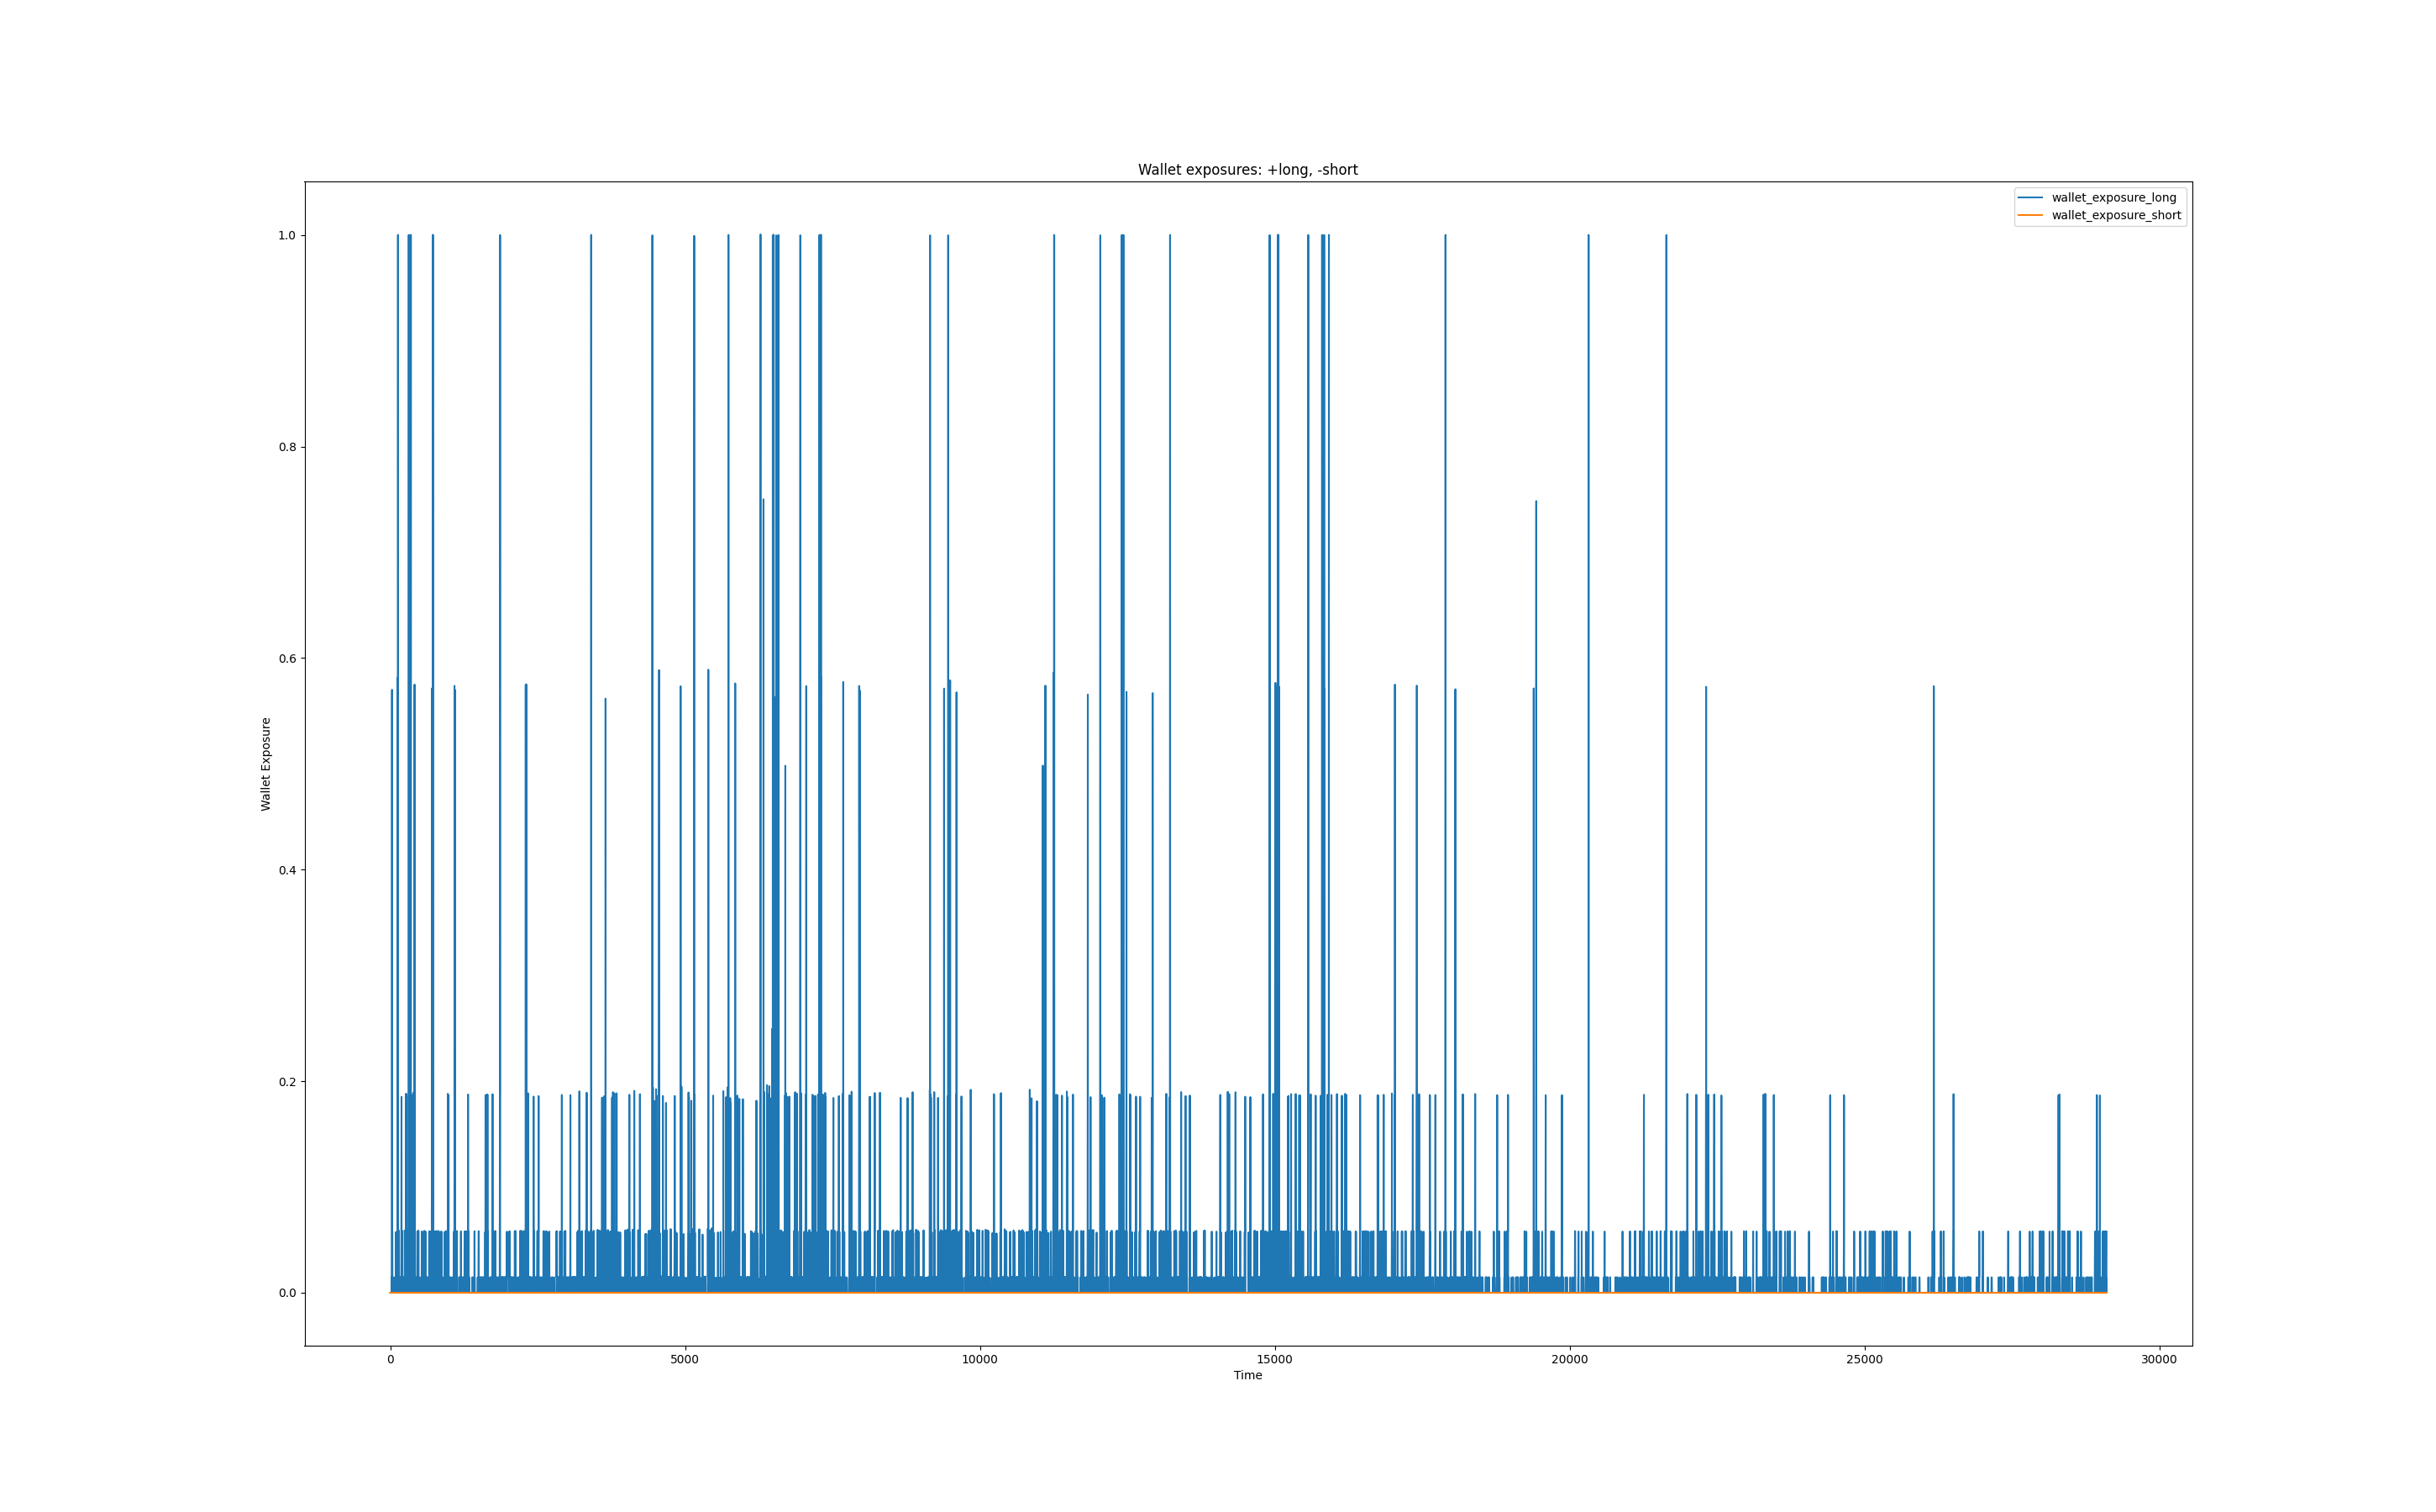 Wallet exposures: +long, -short
wallet_exposure_long
wallet_exposure_short
1.0
0.8
0.6
0.4
0.2
0.0
Wallet Exposure
0 5000 10000 15000 20000 25000 30000
Time